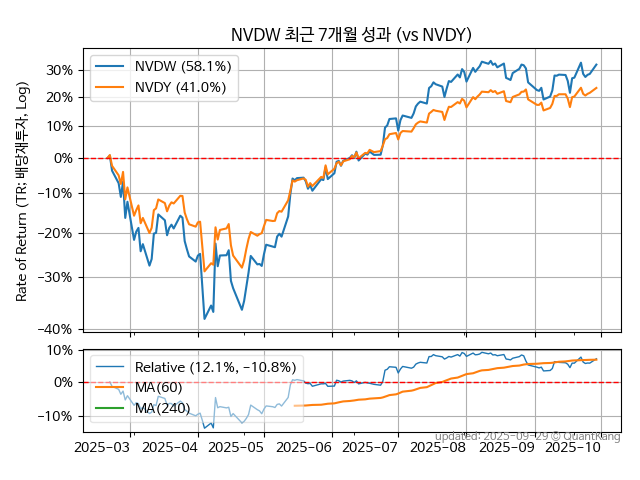 NVDW 최근 7개월 성과 (vs NVDY)
Rate of Return (TR: 배당재투자, Log)
30%
20%
10%
0%
−10%
−20%
−30%
−40%
NVDW (58.1%)
NVDY (41.0%)
10%
0%
−10%
Relative (12.1%, −10.8%)
MA(60)
MA(240)
2025-03 2025-04 2025-05 2025-06 2025-07 2025-08 2025-09 2025-10
updated: 2025-09-29 © QuantKang